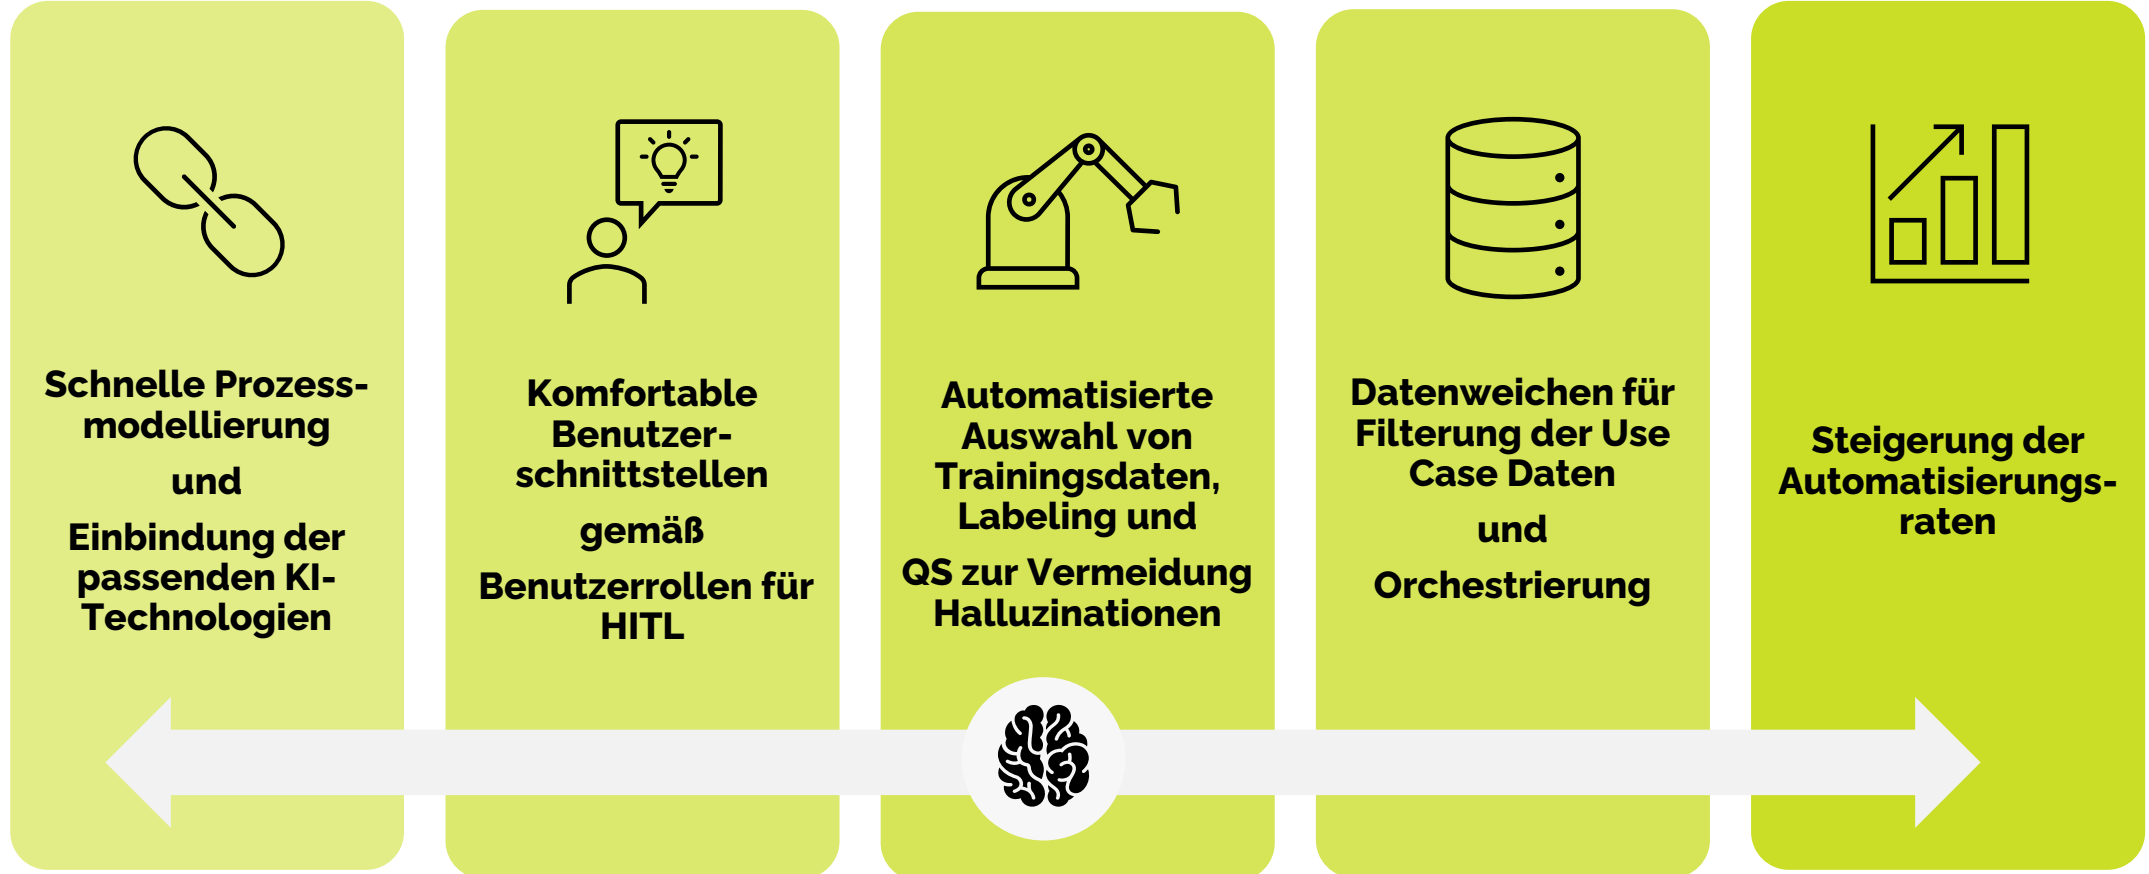 Schnelle Prozess-
modellierung
und
Einbindung der
passenden KI-
Technologien
Komfortable
Benutzer-
schnittstellen
gemäß
Benutzerrollen für
HITL
Automatisierte
Auswahl von
Trainingsdaten,
Labeling und
QS zur Vermeidung
Halluzinationen
Datenweichen für
Filterung der Use
Case Daten
und
Orchestrierung
Steigerung der
Automatisierungs-
raten